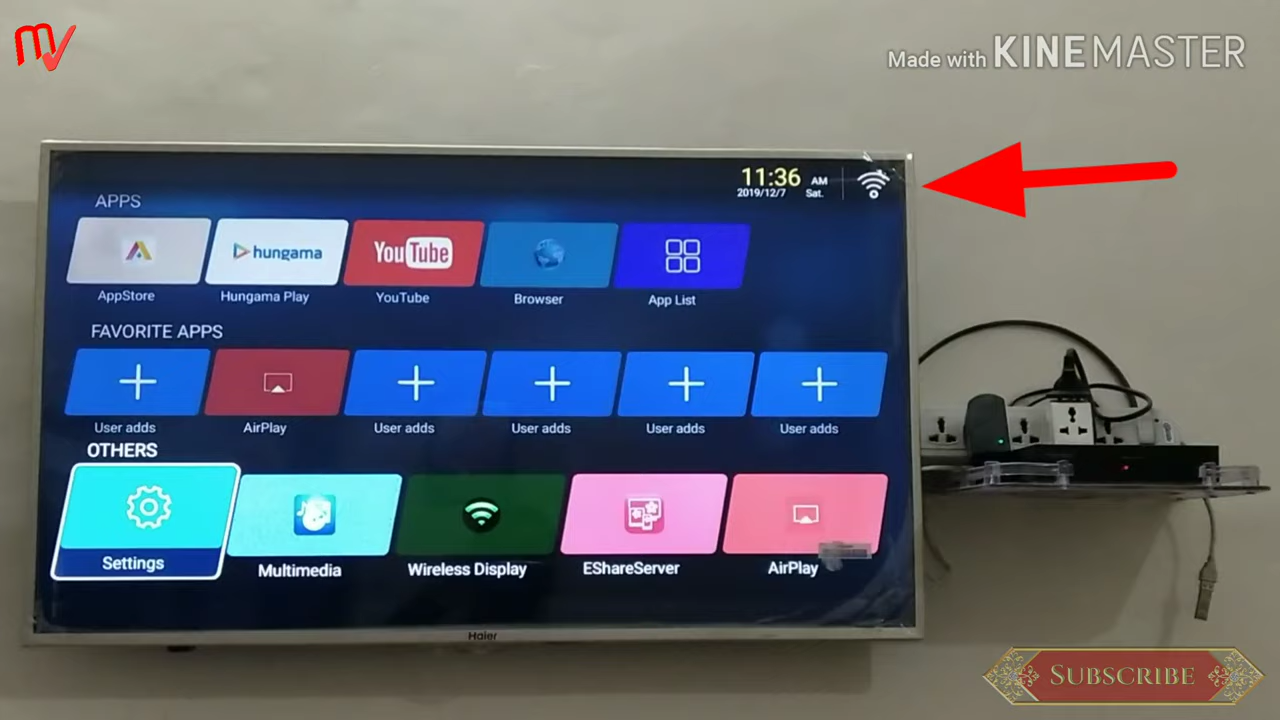 MV
Made with KINEMASTER
11:36 AM
2019/12/7 Sat.
APPS
hungama
YouTube
AppStore
Hungama Play
YouTube
Browser
App List
FAVORITE APPS
User adds
AirPlay
User adds
User adds
User adds
User adds
OTHERS
Settings
Multimedia
Wireless Display
EShareServer
AirPlay
Haier
SUBSCRIBE